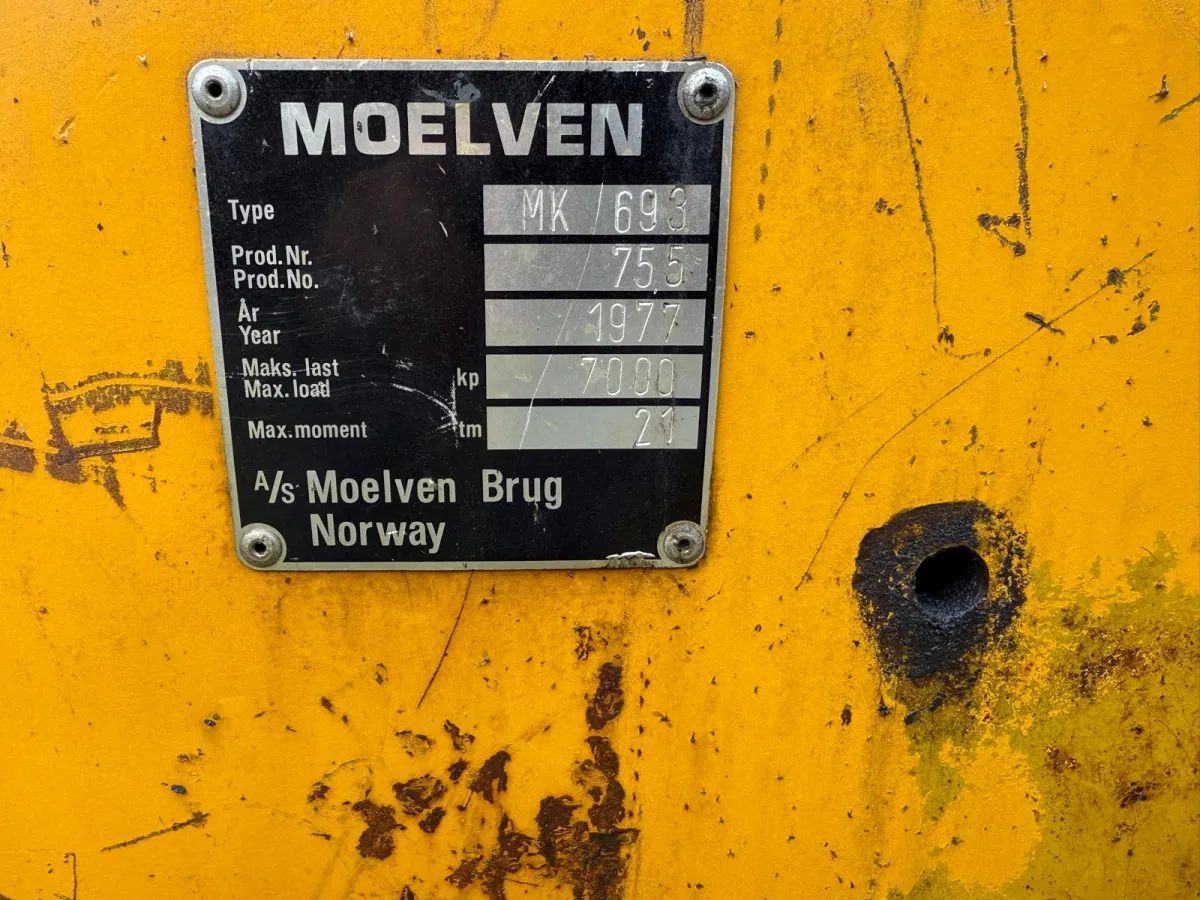 MOELVEN
Type MK/693
Prod.Nr.
Prod.No. /755
År
Year /1977
Maks. last
Max. load kp /7000
Max. moment tm /21
A/s Moelven Brug
Norway